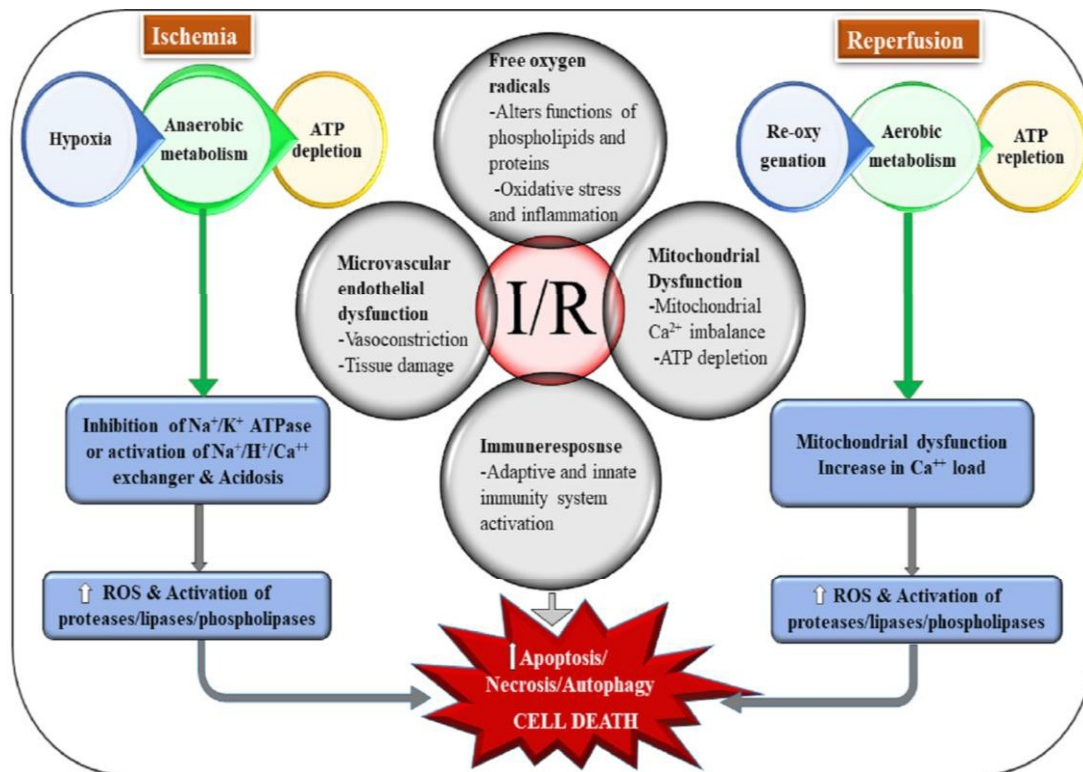 Ischemia
Hypoxia
Anaerobic
metabolism
ATP
depletion
Inhibition of Na⁺/K⁺ ATPase
or activation of Na⁺/H⁺/Ca⁺⁺
exchanger & Acidosis
⇧ ROS & Activation of
proteases/lipases/phospholipases
Free oxygen
radicals
-Alters functions of
phospholipids and
proteins
-Oxidative stress
and inflammation
Microvascular
endothelial
dysfunction
-Vasoconstriction
-Tissue damage
I/R
Mitochondrial
Dysfunction
-Mitochondrial
Ca²⁺ imbalance
-ATP depletion
Immuneresposnse
-Adaptive and innate
immunity system
activation
Reperfusion
Re-oxy
genation
Aerobic
metabolism
ATP
repletion
Mitochondrial dysfunction
Increase in Ca⁺⁺ load
⇧ ROS & Activation of
proteases/lipases/phospholipases
↑Apoptosis/
Necrosis/Autophagy
CELL DEATH